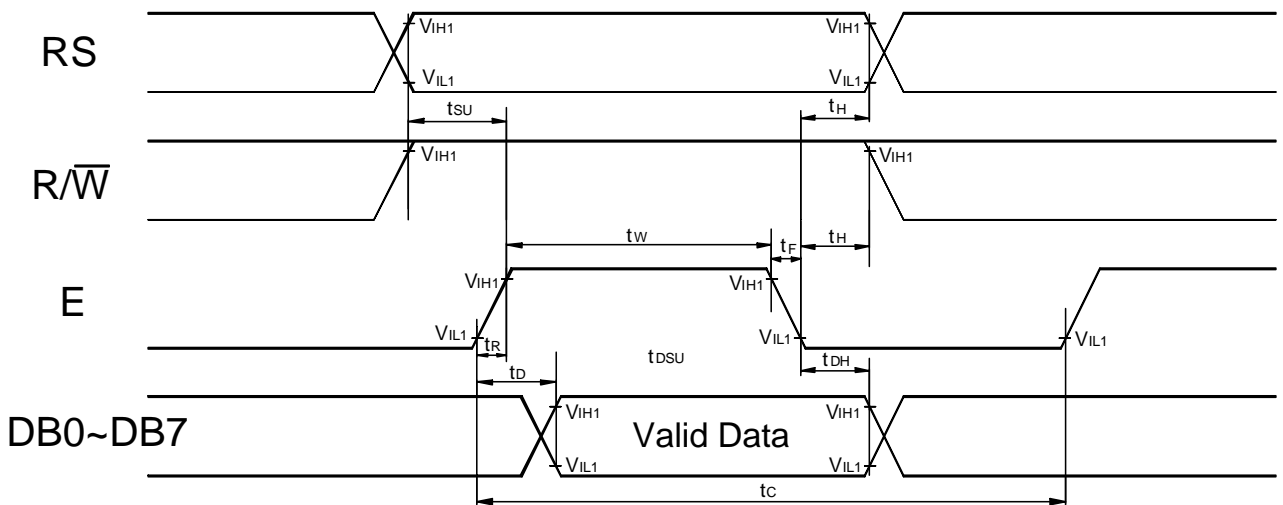 VIH1 VIH1
RS
VIL1 VIL1
tSU tH
VIH1 VIH1
R/W̅
tW tF tH
VIH1 VIH1
E
VIL1 VIL1 VIL1
tR
tD tDSU tDH
VIH1 VIH1
DB0~DB7 Valid Data
VIL1 VIL1
tC